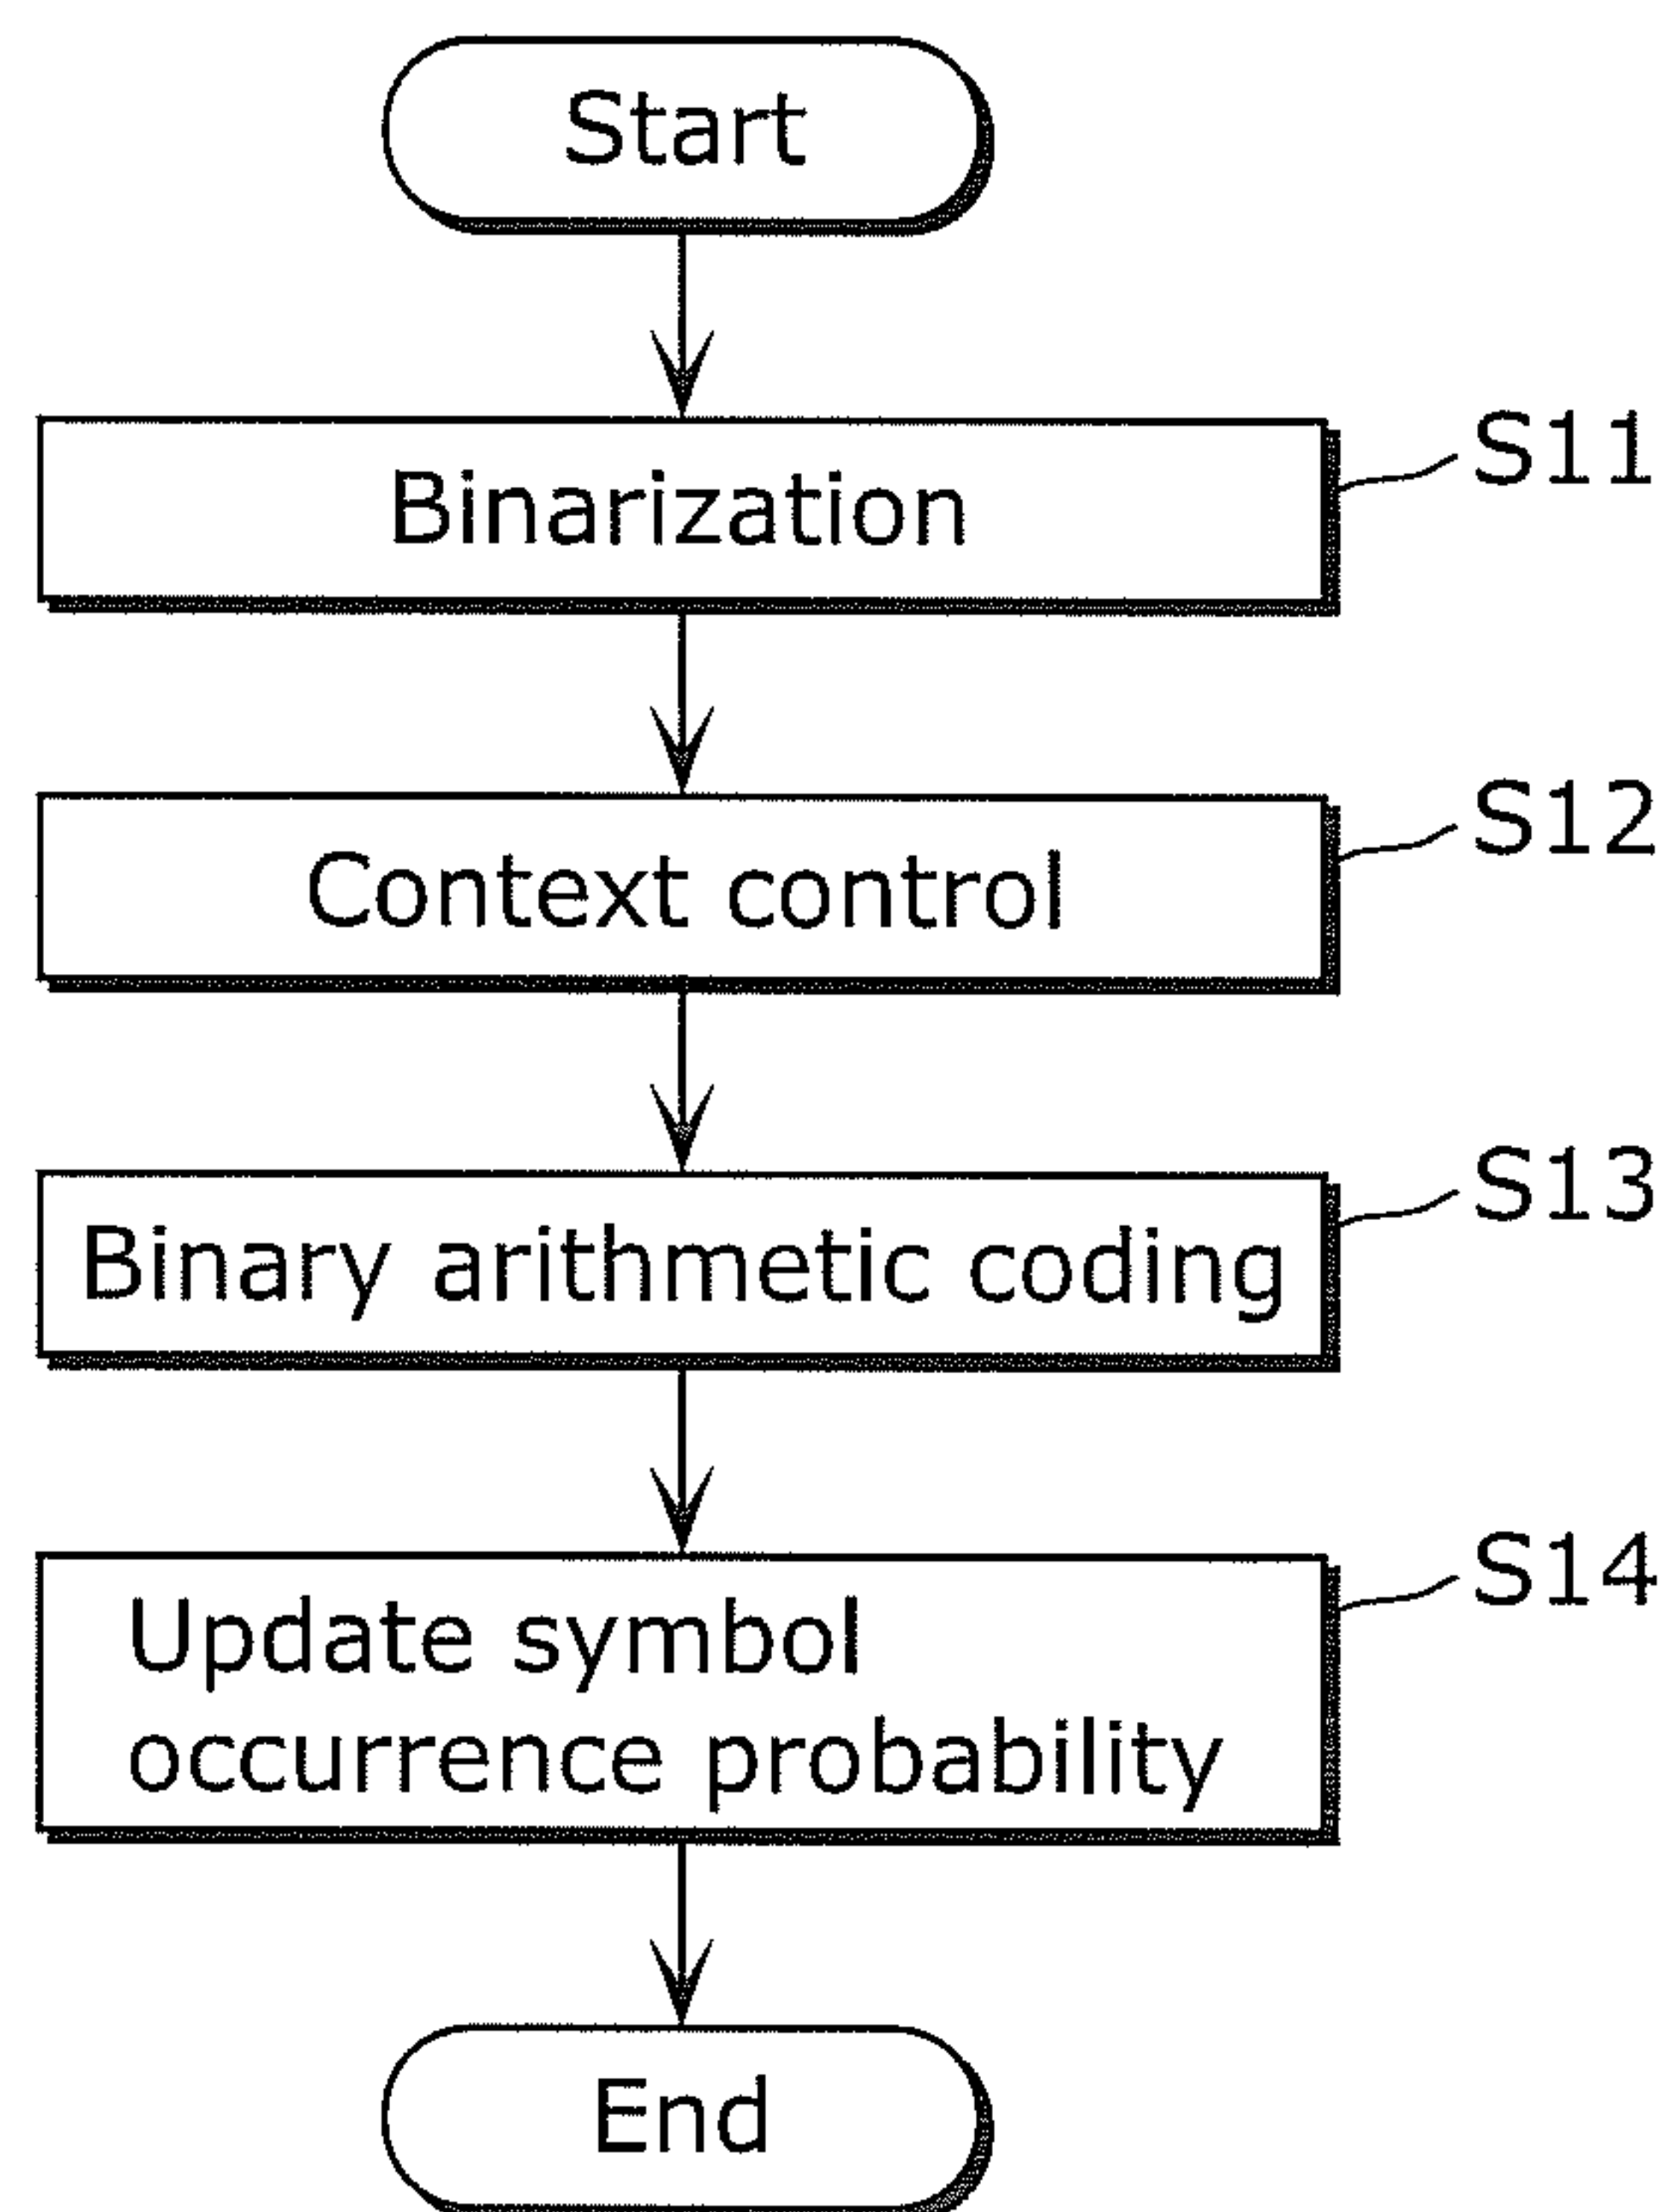 Start
Binarization
S11
Context control
S12
Binary arithmetic coding
S13
Update symbol
occurrence probability
S14
End